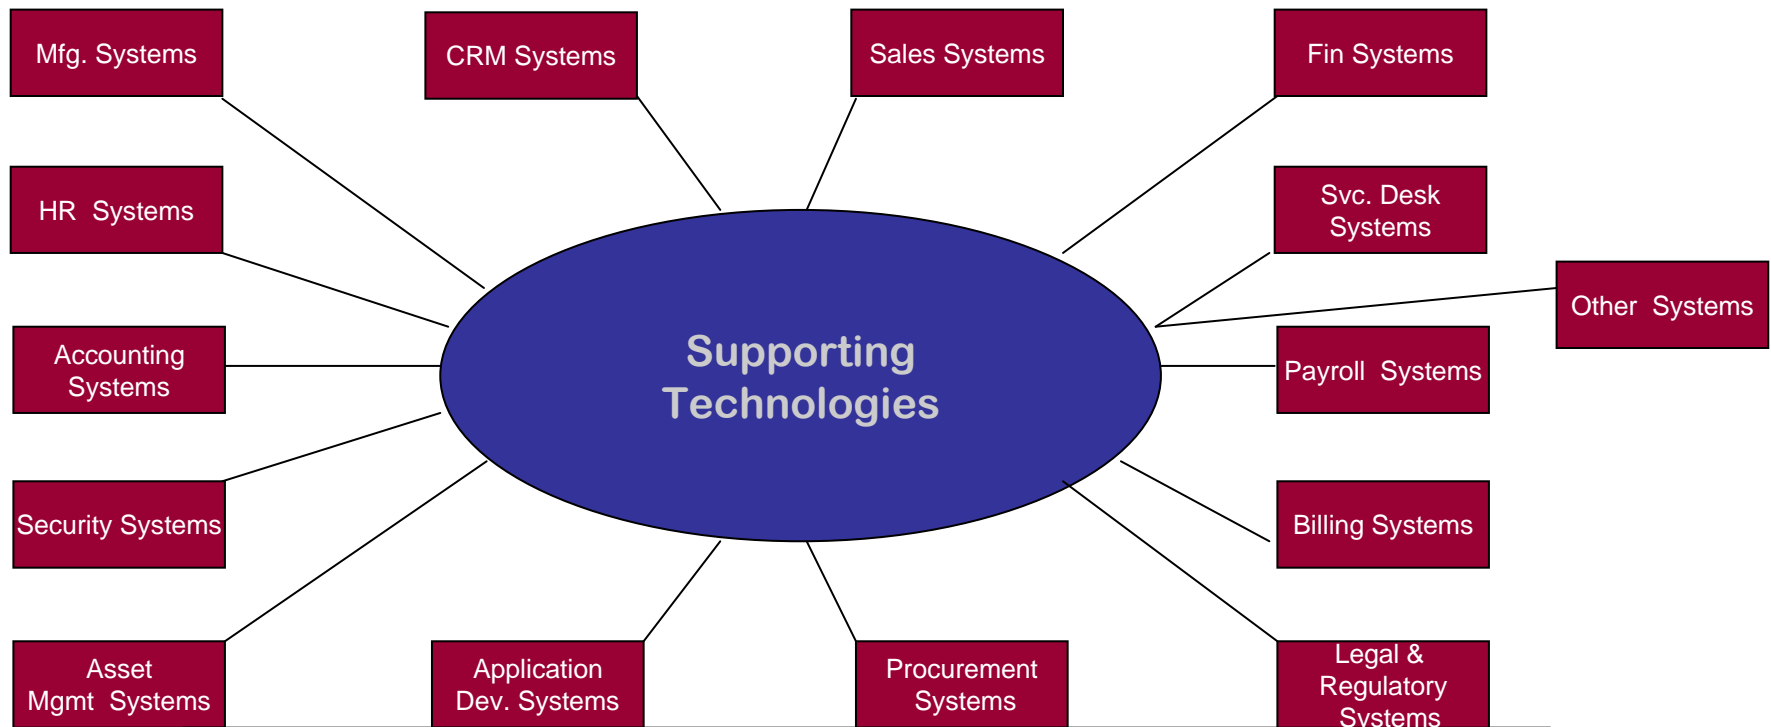 Mfg. Systems
CRM Systems
Sales Systems
Fin Systems
HR Systems
Svc. Desk
Systems
Other Systems
Accounting
Systems
Supporting
Technologies
Payroll Systems
Security Systems
Billing Systems
Asset
Mgmt Systems
Application
Dev. Systems
Procurement
Systems
Legal &
Regulatory
Systems